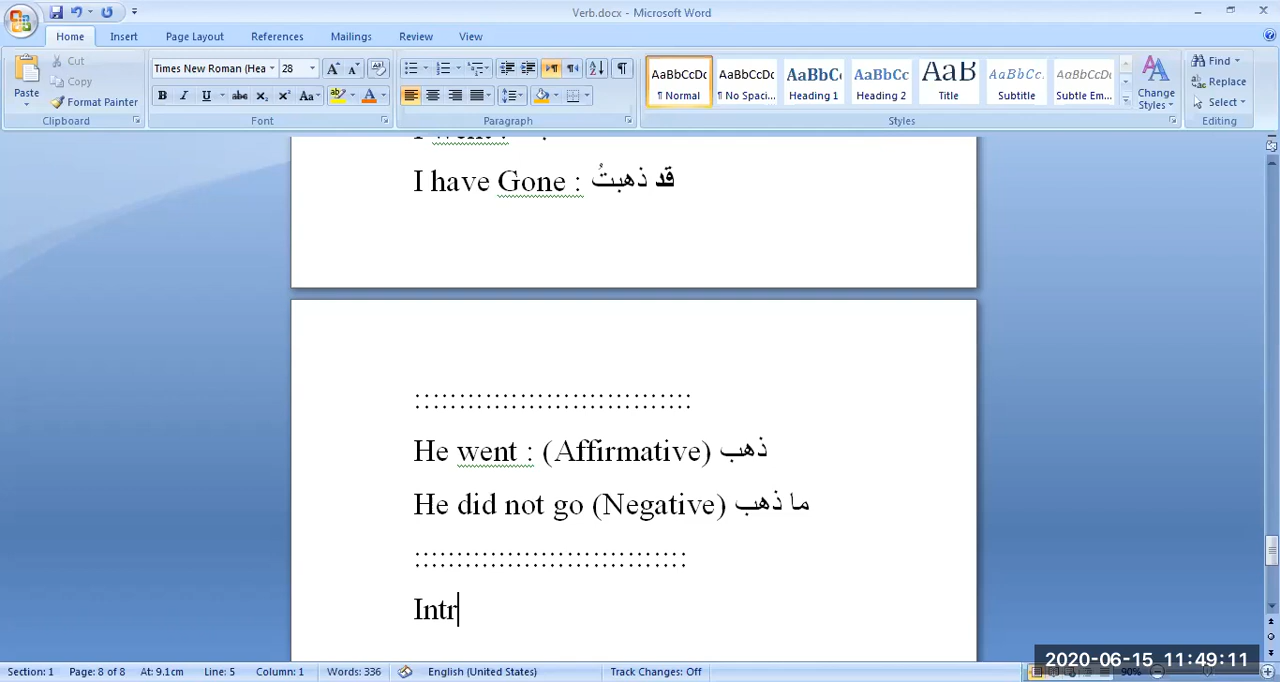 Verb.docx - Microsoft Word
Home Insert Page Layout References Mailings Review View
Paste
Cut
Copy
Format Painter
Clipboard
Times New Roman (Hea 28
Font
Paragraph
AaBbCcDc AaBbCcDc AaBbC AaBbCc AaB AaBbCc. AaBbCcDc
¶ Normal ¶ No Spaci... Heading 1 Heading 2 Title Subtitle Subtle Em...
Change Styles
Styles
Find
Replace
Select
Editing
I have Gone : قد ذهبتُ
::::::::::::::::::::::::::::::::
He went : (Affirmative) ذهب
He did not go (Negative) ما ذهب
::::::::::::::::::::::::::::::::
Intr
Section: 1 Page: 8 of 8 At: 9.1cm Line: 5 Column: 1 Words: 336 English (United States) Track Changes: Off 90%
2020-06-15 11:49:11